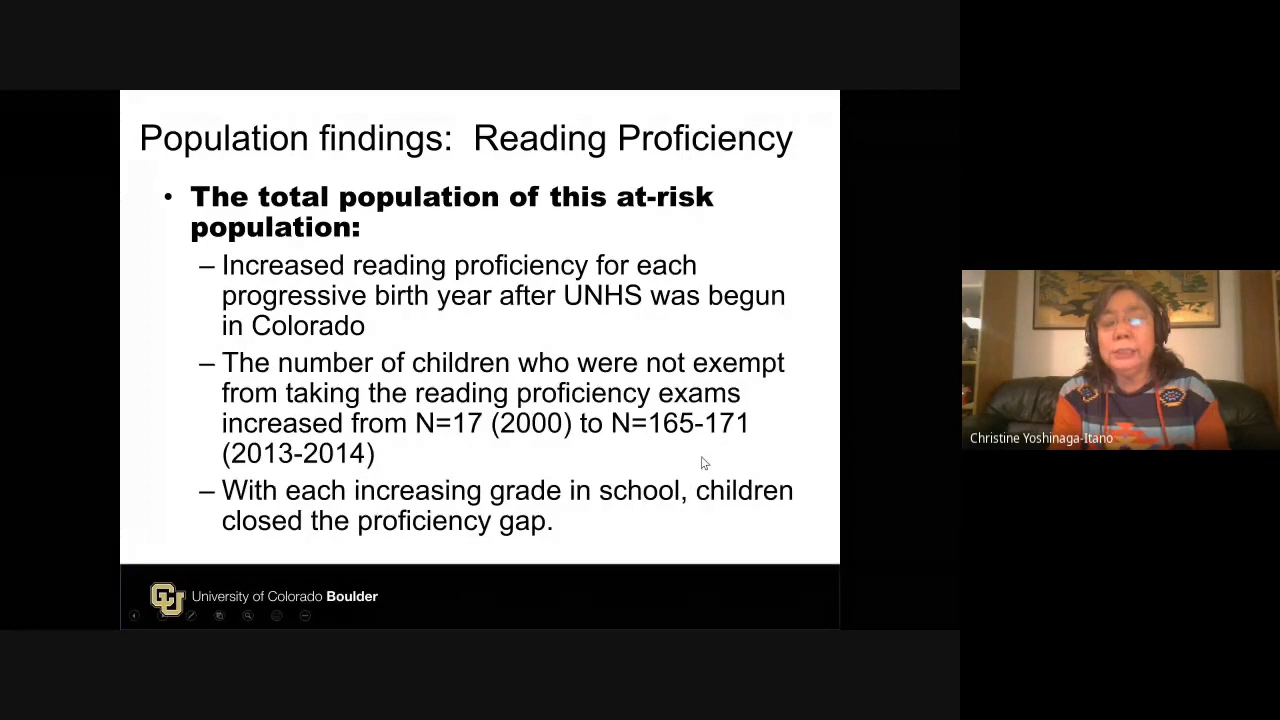 Population findings:  Reading Proficiency
• The total population of this at-risk
population:
– Increased reading proficiency for each
progressive birth year after UNHS was begun
in Colorado
– The number of children who were not exempt
from taking the reading proficiency exams
increased from N=17 (2000) to N=165-171
(2013-2014)
– With each increasing grade in school, children
closed the proficiency gap.
CU University of Colorado Boulder
Christine Yoshinaga-Itano